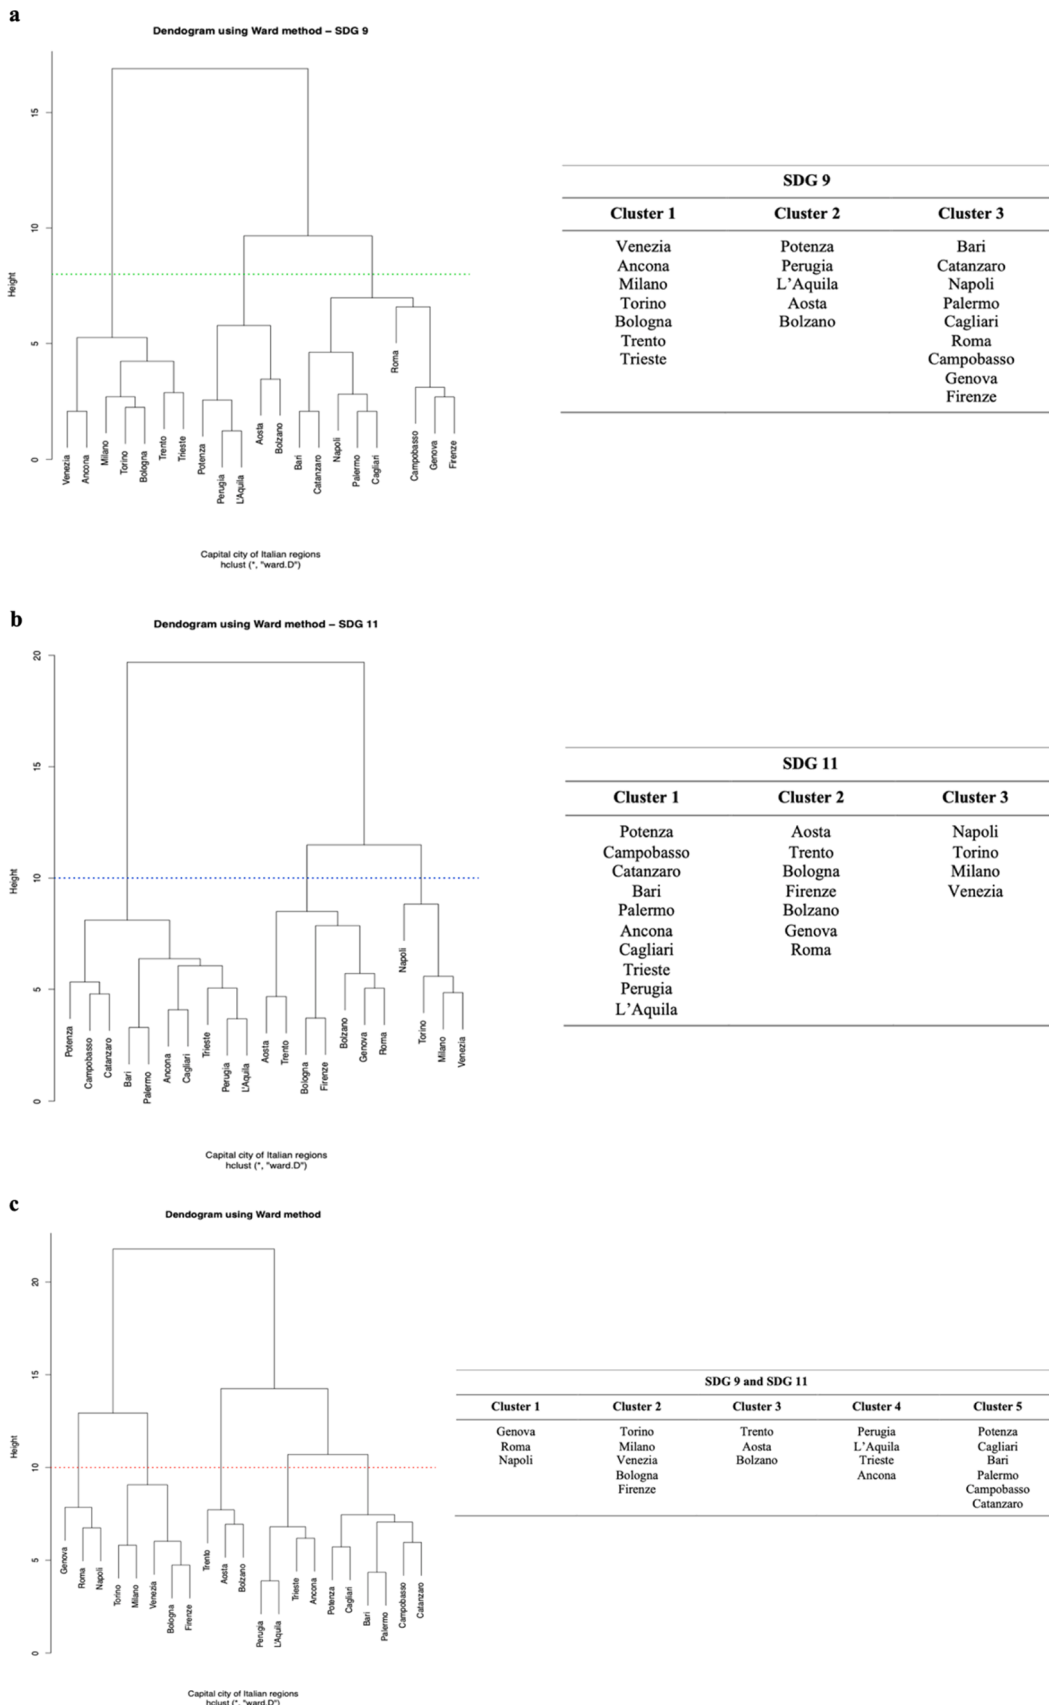 a
Dendogram using Ward method – SDG 9
Height
0
5
10
15
Venezia
Ancona
Milano
Torino
Bologna
Trento
Trieste
Potenza
Perugia
L'Aquila
Aosta
Bolzano
Bari
Catanzaro
Napoli
Palermo
Cagliari
Roma
Campobasso
Genova
Firenze
Capital city of Italian regions
hclust (*, "ward.D")
SDG 9
Cluster 1 Cluster 2 Cluster 3
Venezia Potenza Bari
Ancona Perugia Catanzaro
Milano L'Aquila Napoli
Torino Aosta Palermo
Bologna Bolzano Cagliari
Trento Roma
Trieste Campobasso
Genova
Firenze
b
Dendogram using Ward method – SDG 11
Height
0
5
10
15
20
Potenza
Campobasso
Catanzaro
Bari
Palermo
Ancona
Cagliari
Trieste
Perugia
L'Aquila
Aosta
Trento
Bologna
Firenze
Bolzano
Genova
Roma
Napoli
Torino
Milano
Venezia
Capital city of Italian regions
hclust (*, "ward.D")
SDG 11
Cluster 1 Cluster 2 Cluster 3
Potenza Aosta Napoli
Campobasso Trento Torino
Catanzaro Bologna Milano
Bari Firenze Venezia
Palermo Bolzano
Ancona Genova
Cagliari Roma
Trieste
Perugia
L'Aquila
c
Dendogram using Ward method
Height
0
5
10
15
20
Genova
Roma
Napoli
Torino
Milano
Venezia
Bologna
Firenze
Trento
Aosta
Bolzano
Perugia
L'Aquila
Trieste
Ancona
Potenza
Cagliari
Bari
Palermo
Campobasso
Catanzaro
Capital city of Italian regions
hclust (*, "ward.D")
SDG 9 and SDG 11
Cluster 1 Cluster 2 Cluster 3 Cluster 4 Cluster 5
Genova Torino Trento Perugia Potenza
Roma Milano Aosta L'Aquila Cagliari
Napoli Venezia Bolzano Trieste Bari
Bologna Ancona Palermo
Firenze Campobasso
Catanzaro